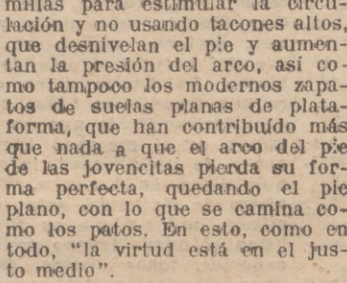 millas para estimular la circu-
lación y no usando tacones altos,
que desnivelan el pie y aumen-
tan la presión del arco, así co-
mo tampoco los modernos zapa-
tos de suelas planas de plata-
forma, que han contribuído más
que nada a que el arco del pie
de las jovencitas pierda su for-
ma perfecta, quedando el pie
plano, con lo que se camina co-
mo los patos. En esto, como en
todo, "la virtud está en el jus-
to medio".